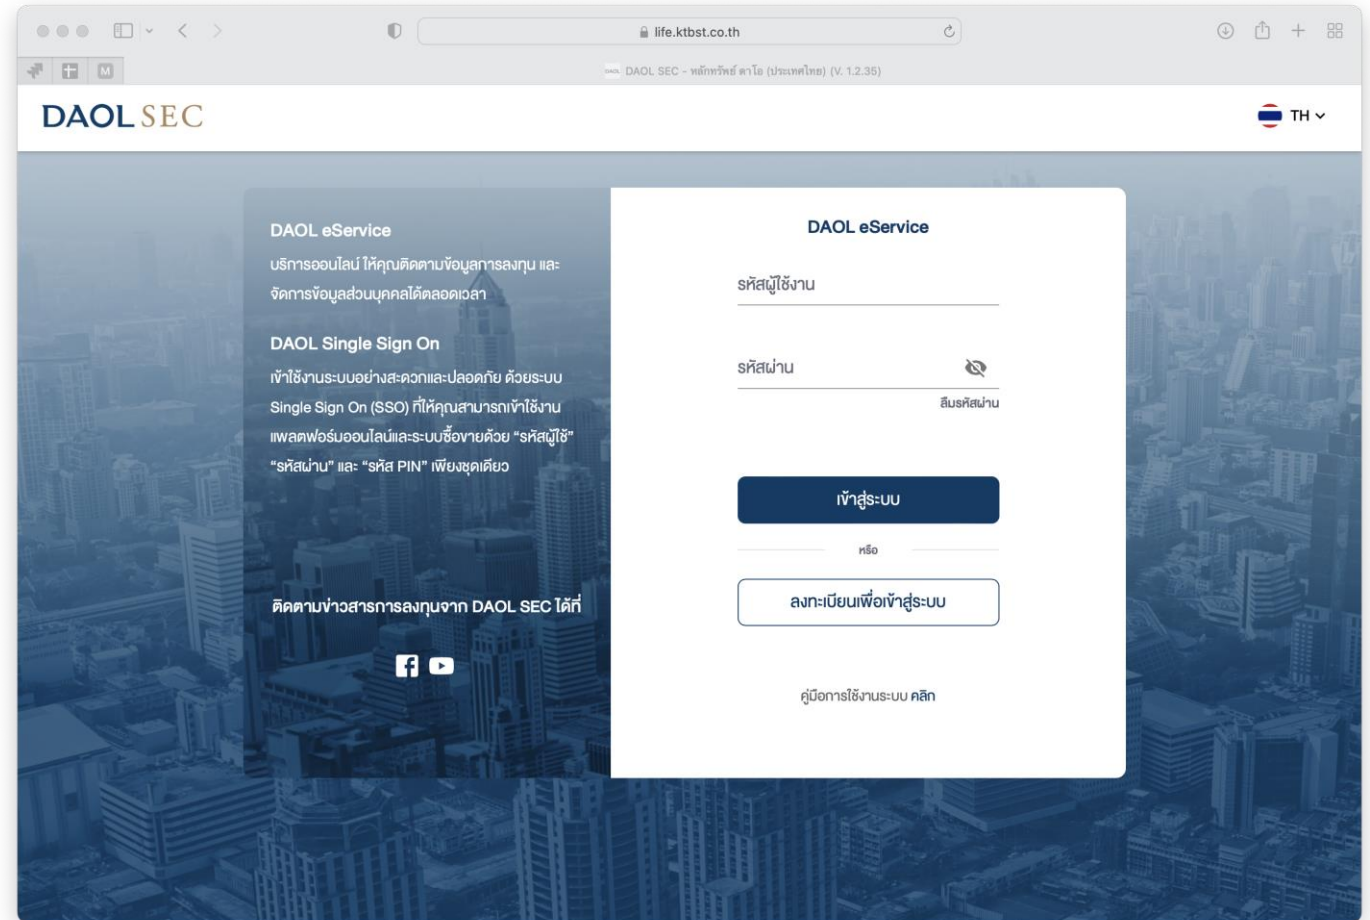 life.ktbst.co.th
M
DAOL DAOL SEC - หลักทรัพย์ ดาโอ (ประเทศไทย) (V. 1.2.35)
DAOL SEC
TH
DAOL eService
บริการออนไลน์ ให้คุณติดตามข้อมูลการลงทุน และ
จัดการข้อมูลส่วนบุคคลได้ตลอดเวลา
DAOL Single Sign On
เข้าใช้งานระบบอย่างสะดวกและปลอดภัย ด้วยระบบ
Single Sign On (SSO) ที่ให้คุณสามารถเข้าใช้งาน
แพลตฟอร์มออนไลน์และระบบซื้อขายด้วย “รหัสผู้ใช้”
“รหัสผ่าน” และ “รหัส PIN” เพียงชุดเดียว
ติดตามข่าวสารการลงทุนจาก DAOL SEC ได้ที่
DAOL eService
รหัสผู้ใช้งาน
รหัสผ่าน
ลืมรหัสผ่าน
เข้าสู่ระบบ
หรือ
ลงทะเบียนเพื่อเข้าสู่ระบบ
คู่มือการใช้งานระบบ คลิก